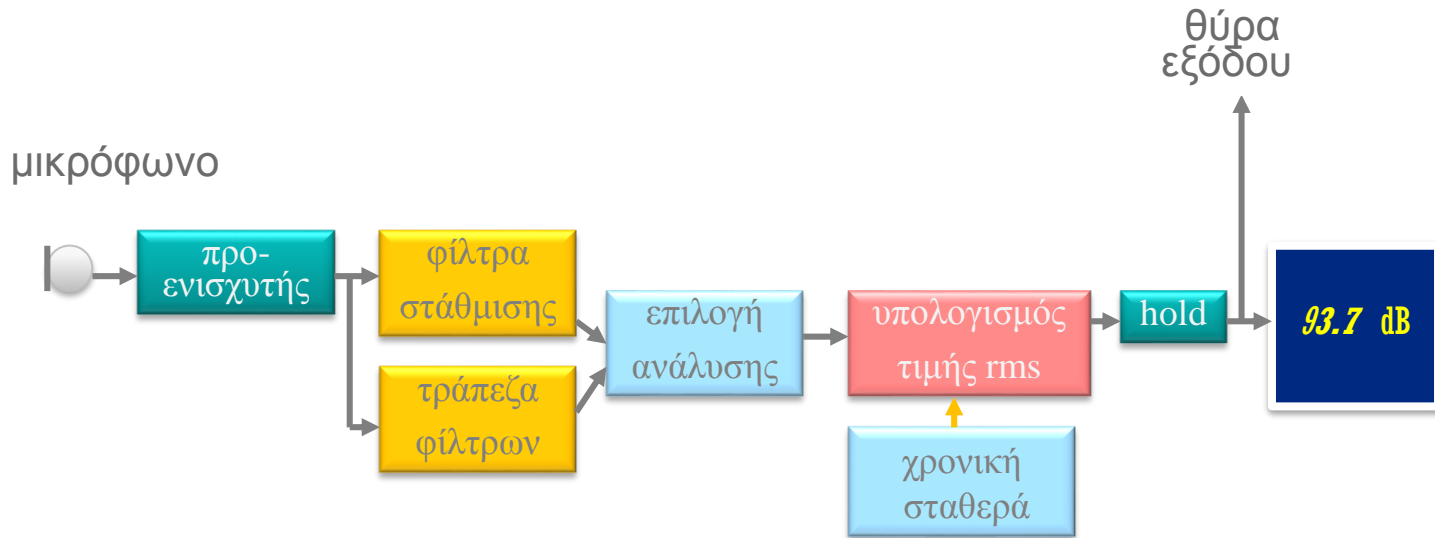 θύρα
εξόδου
μικρόφωνο
προ-
ενισχυτής
φίλτρα
στάθμισης
τράπεζα
φίλτρων
επιλογή
ανάλυσης
υπολογισμός
τιμής rms
χρονική
σταθερά
hold
93.7 dB